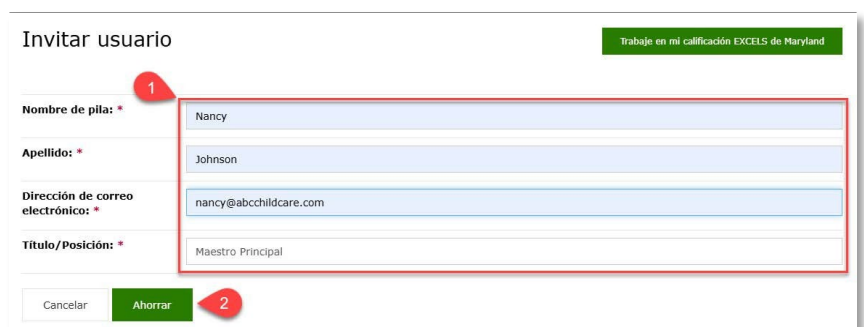 Invitar usuario
Trabaje en mi calificación EXCELS de Maryland
1
Nombre de pila: *
Nancy
Apellido: *
Johnson
Dirección de correo
electrónico: *
nancy@abcchildcare.com
Título/Posición: *
Maestro Principal
Cancelar
Ahorrar
2